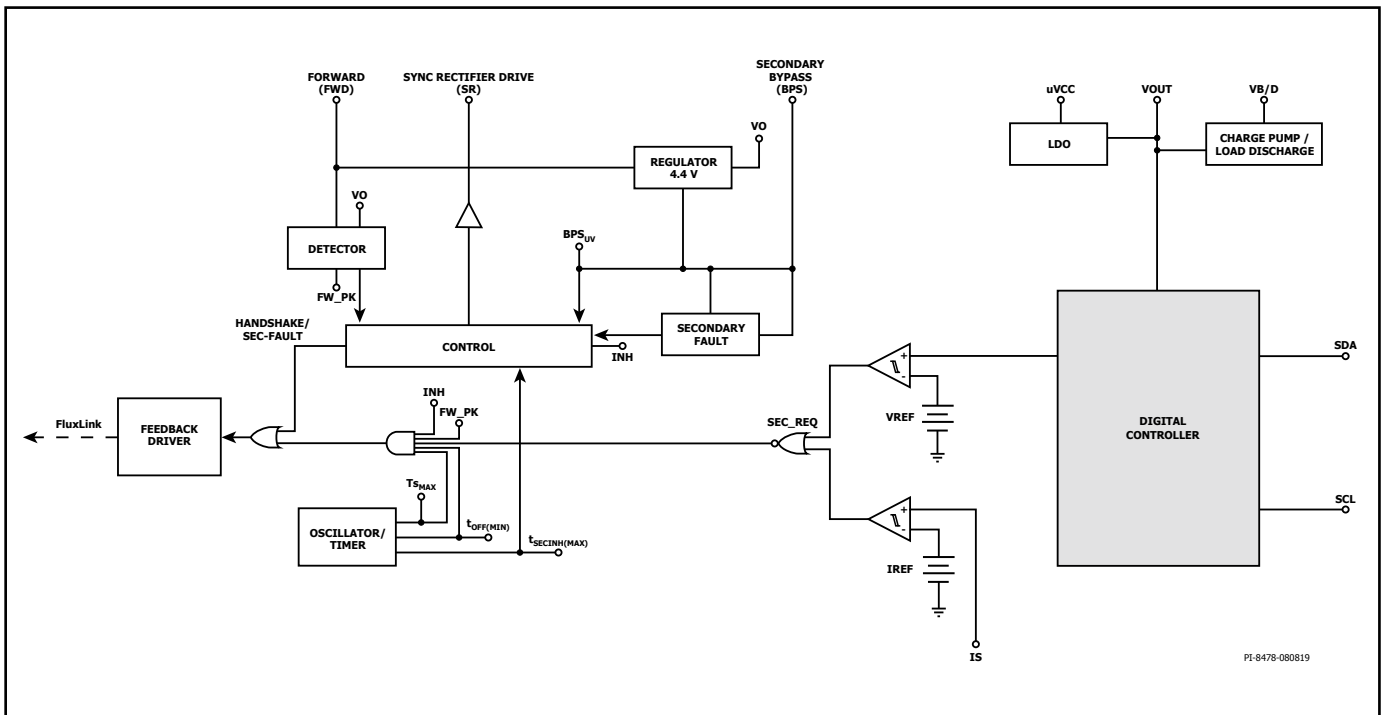 FORWARD
(FWD)
SYNC RECTIFIER DRIVE
(SR)
SECONDARY
BYPASS
(BPS)
uVCC
VOUT
VB/D
LDO
CHARGE PUMP /
LOAD DISCHARGE
VO
REGULATOR
4.4 V
VO
DETECTOR
FW_PK
BPSUV
HANDSHAKE/
SEC-FAULT
CONTROL
SECONDARY
FAULT
INH
SDA
+
-
VREF
INH
FW_PK
SEC_REQ
FluxLink
FEEDBACK
DRIVER
DIGITAL
CONTROLLER
TsMAX
OSCILLATOR/
TIMER
tOFF(MIN)
tSECINH(MAX)
SCL
+
-
IREF
IS
PI-8478-080819